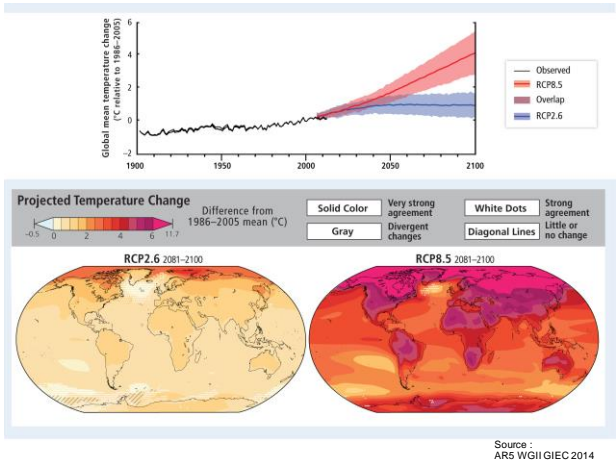 Global mean temperature change
(°C relative to 1986–2005)
6
4
2
0
−2
1900
1950
2000
2050
2100
Observed
RCP8.5
Overlap
RCP2.6
Projected Temperature Change
−0.5
0
2
4
6
11.7
Difference from
1986–2005 mean (°C)
Solid Color
Very strong
agreement
White Dots
Strong
agreement
Gray
Divergent
changes
Diagonal Lines
Little or
no change
RCP2.6 2081–2100
RCP8.5 2081–2100
Source :
AR5 WGII GIEC 2014